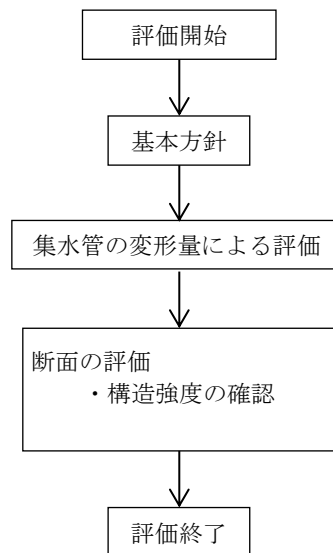 評価開始
基本方針
集水管の変形量による評価
断面の評価
・構造強度の確認
評価終了